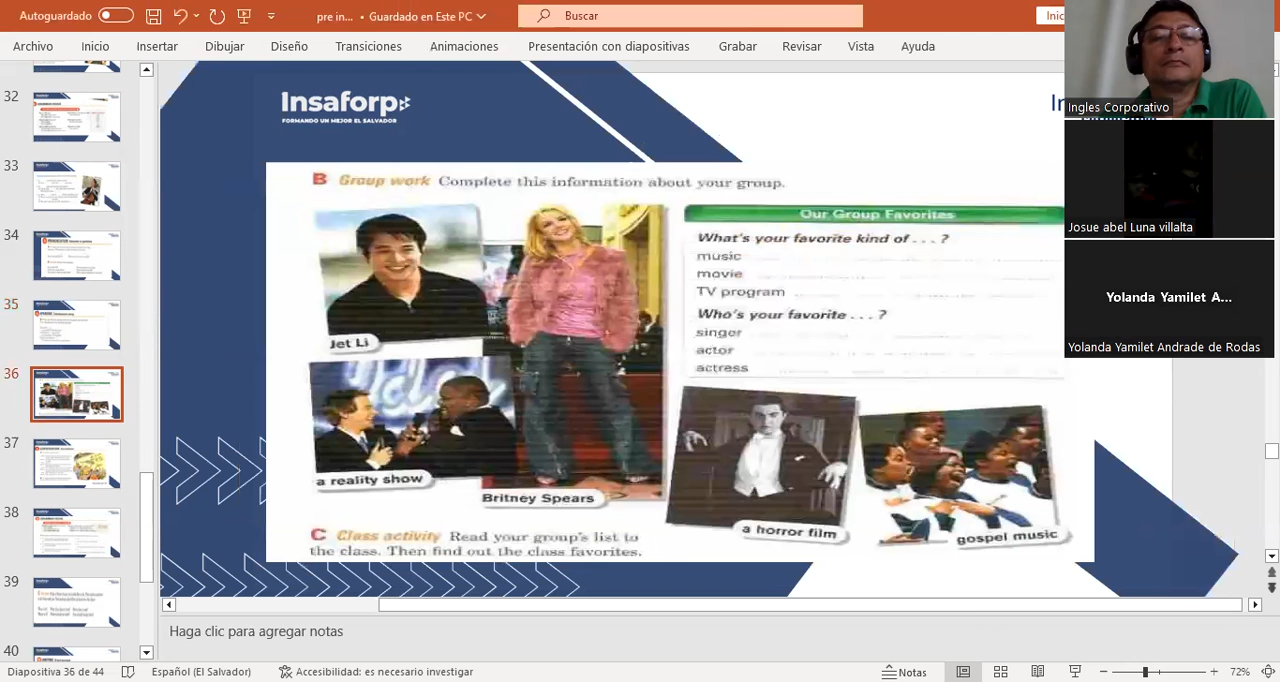 Autoguardado
pre in... • Guardado en Este PC
Buscar
Inic
Archivo Inicio Insertar Dibujar Diseño Transiciones Animaciones Presentación con diapositivas Grabar Revisar Vista Ayuda
32
33
34
35
36
37
38
39
40
Insaforp
FORMANDO UN MEJOR EL SALVADOR
B Group work Complete this information about your group.
Our Group Favorites
What's your favorite kind of . . . ?
music
movie
TV program
Who's your favorite . . . ?
singer
actor
actress
Jet Li
a reality show
Britney Spears
a horror film
gospel music
C Class activity Read your group's list to
the class. Then find out the class favorites.
Ingles Corporativo
Josue abel Luna villalta
Yolanda Yamilet A...
Yolanda Yamilet Andrade de Rodas
Haga clic para agregar notas
Diapositiva 36 de 44 Español (El Salvador) Accesibilidad: es necesario investigar Notas 72%